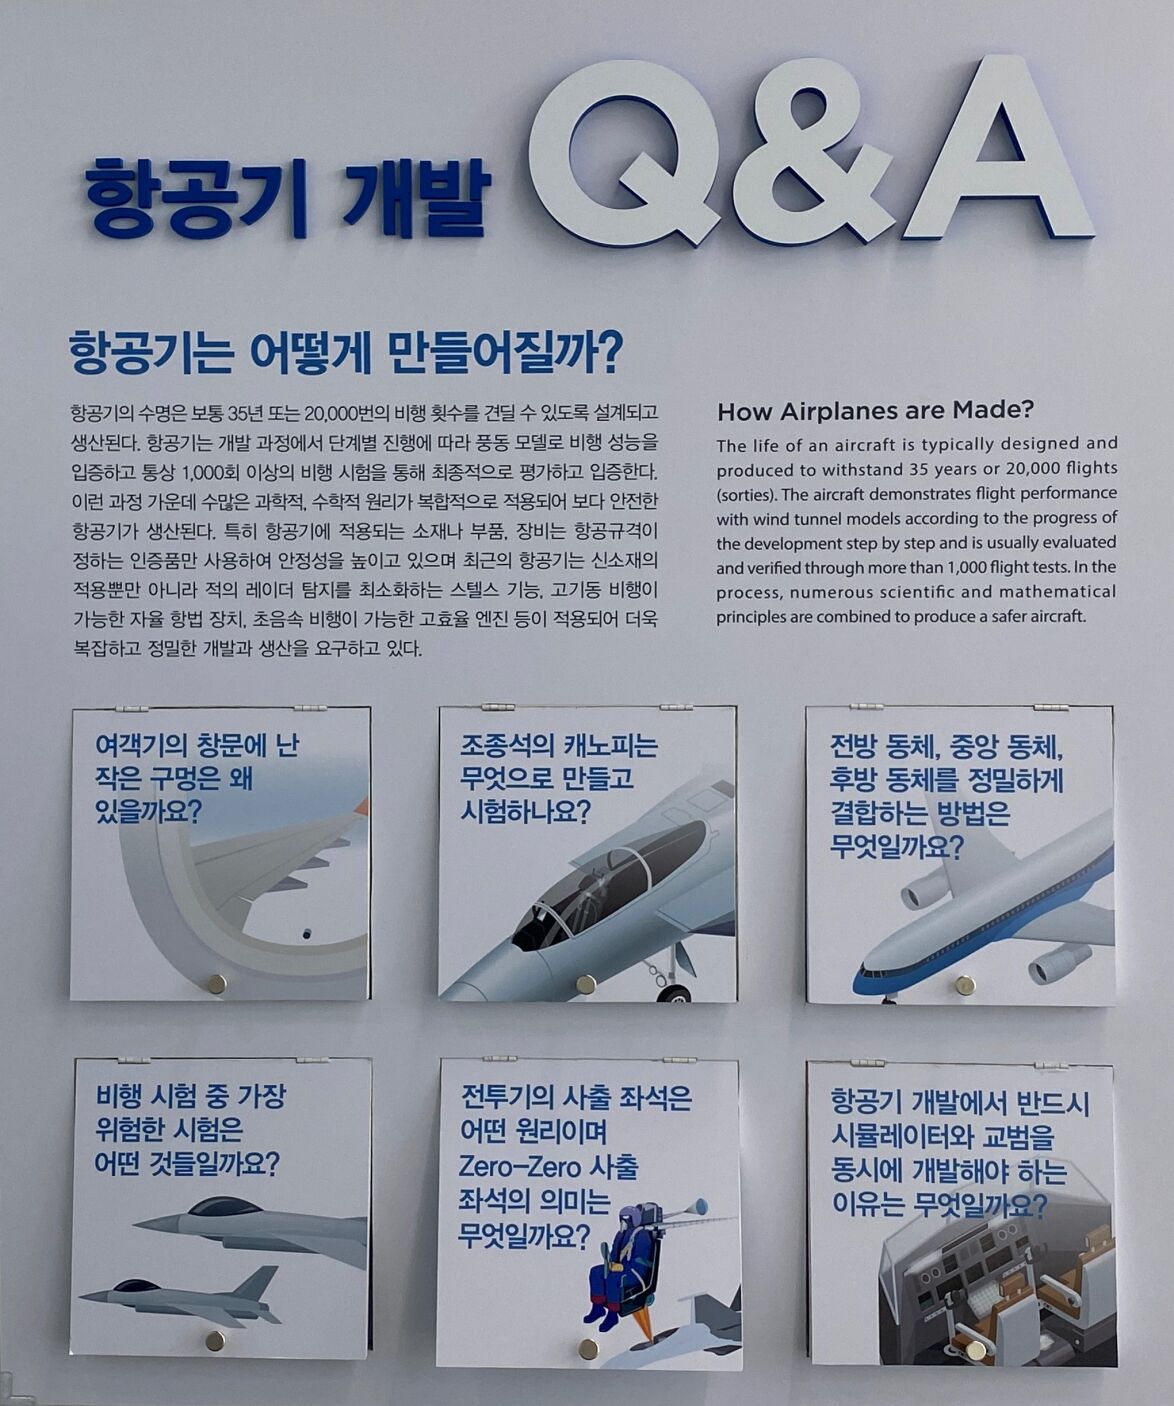 항공기 개발 Q&A
항공기는 어떻게 만들어질까?
항공기의 수명은 보통 35년 또는 20,000번의 비행 횟수를 견딜 수 있도록 설계되고
생산된다. 항공기는 개발 과정에서 단계별 진행에 따라 풍동 모델로 비행 성능을
입증하고 통상 1,000회 이상의 비행 시험을 통해 최종적으로 평가하고 입증한다.
이런 과정 가운데 수많은 과학적, 수학적 원리가 복합적으로 적용되어 보다 안전한
항공기가 생산된다. 특히 항공기에 적용되는 소재나 부품, 장비는 항공규격이
정하는 인증품만 사용하여 안정성을 높이고 있으며 최근의 항공기는 신소재의
적용뿐만 아니라 적의 레이더 탐지를 최소화하는 스텔스 기능, 고기동 비행이
가능한 자율 항법 장치, 초음속 비행이 가능한 고효율 엔진 등이 적용되어 더욱
복잡하고 정밀한 개발과 생산을 요구하고 있다.
How Airplanes are Made?
The life of an aircraft is typically designed and
produced to withstand 35 years or 20,000 flights
(sorties). The aircraft demonstrates flight performance
with wind tunnel models according to the progress of
the development step by step and is usually evaluated
and verified through more than 1,000 flight tests. In the
process, numerous scientific and mathematical
principles are combined to produce a safer aircraft.
여객기의 창문에 난
작은 구멍은 왜
있을까요?
조종석의 캐노피는
무엇으로 만들고
시험하나요?
전방 동체, 중앙 동체,
후방 동체를 정밀하게
결합하는 방법은
무엇일까요?
비행 시험 중 가장
위험한 시험은
어떤 것들일까요?
전투기의 사출 좌석은
어떤 원리이며
Zero-Zero 사출
좌석의 의미는
무엇일까요?
항공기 개발에서 반드시
시뮬레이터와 교범을
동시에 개발해야 하는
이유는 무엇일까요?